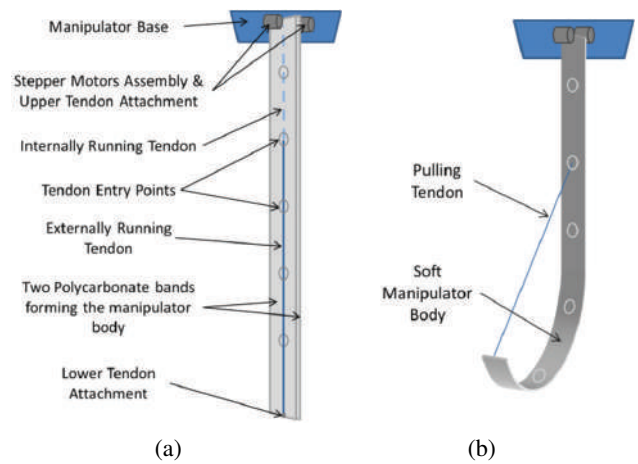 Manipulator Base
Stepper Motors Assembly &
Upper Tendon Attachment
Internally Running Tendon
Tendon Entry Points
Externally Running
Tendon
Two Polycarbonate bands
forming the manipulator
body
Lower Tendon
Attachment
(a)
Pulling
Tendon
Soft
Manipulator
Body
(b)